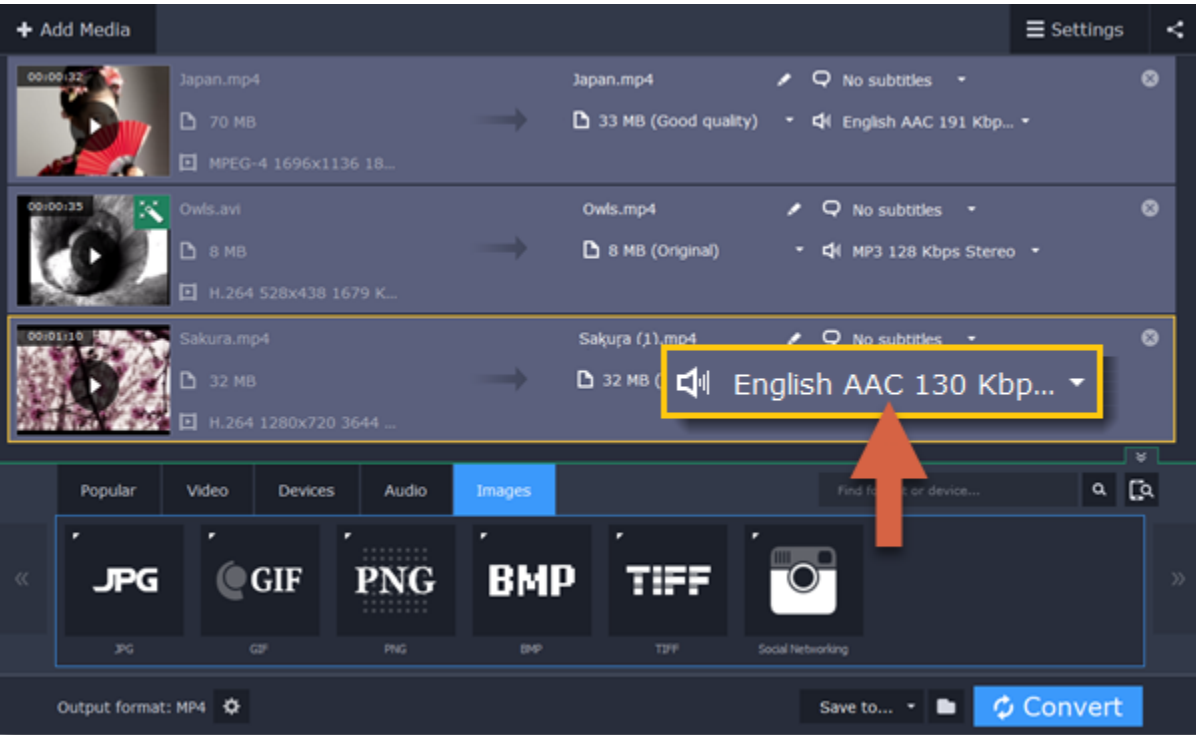 + Add Media
Settings
00:00:32
Japan.mp4
Japan.mp4
No subtitles
70 MB
33 MB (Good quality)
English AAC 191 Kbp...
MPEG-4 1696x1136 18...
00:00:35
Owls.avi
Owls.mp4
No subtitles
8 MB
8 MB (Original)
MP3 128 Kbps Stereo
H.264 528x438 1679 K...
00:01:10
Sakura.mp4
Sakura (1).mp4
No subtitles
32 MB
32 MB (
English AAC 130 Kbp...
H.264 1280x720 3644 ...
Popular
Video
Devices
Audio
Images
Find format or device...
JPG
GIF
PNG
BMP
TIFF
JPG
GIF
PNG
BMP
TIFF
Social Networking
Output format: MP4
Save to...
Convert